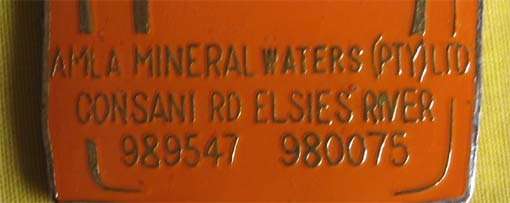 AMLA MINERAL WATERS (PTY) LTD
CONSANI RD ELSIES RIVER
989547 980075